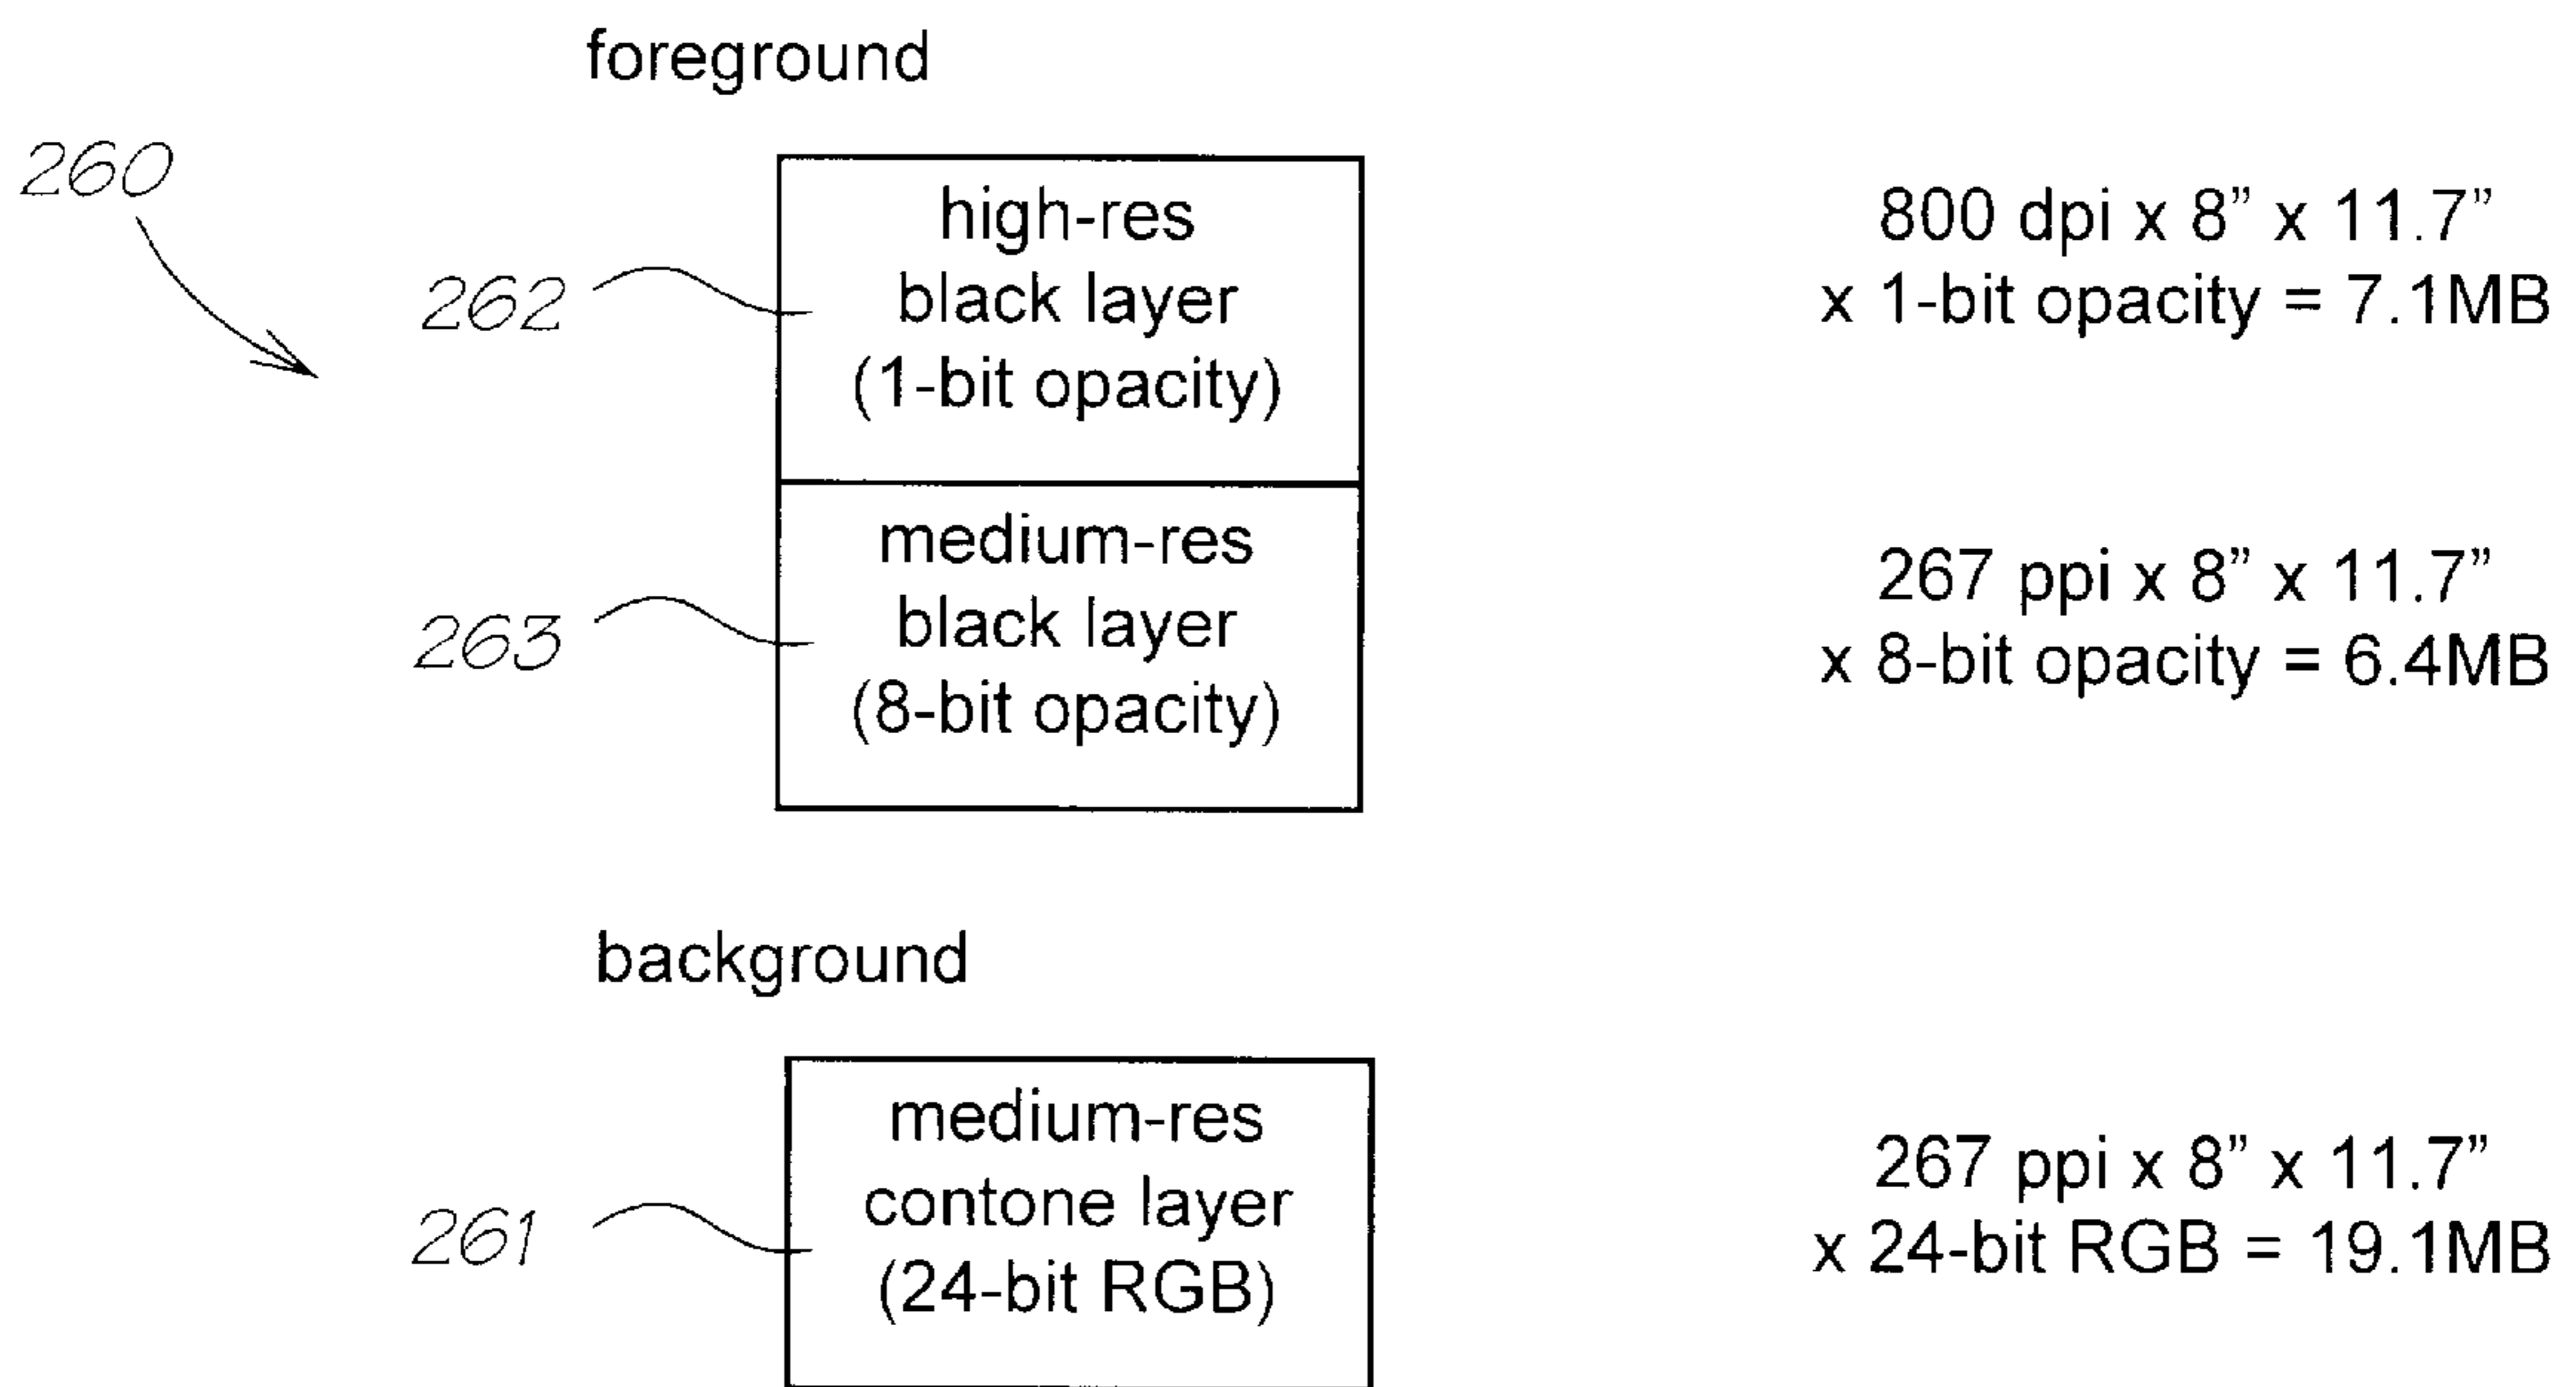 foreground
260
262
high-res
black layer
(1-bit opacity)
800 dpi x 8” x 11.7”
x 1-bit opacity = 7.1MB
263
medium-res
black layer
(8-bit opacity)
267 ppi x 8” x 11.7”
x 8-bit opacity = 6.4MB
background
261
medium-res
contone layer
(24-bit RGB)
267 ppi x 8” x 11.7”
x 24-bit RGB = 19.1MB